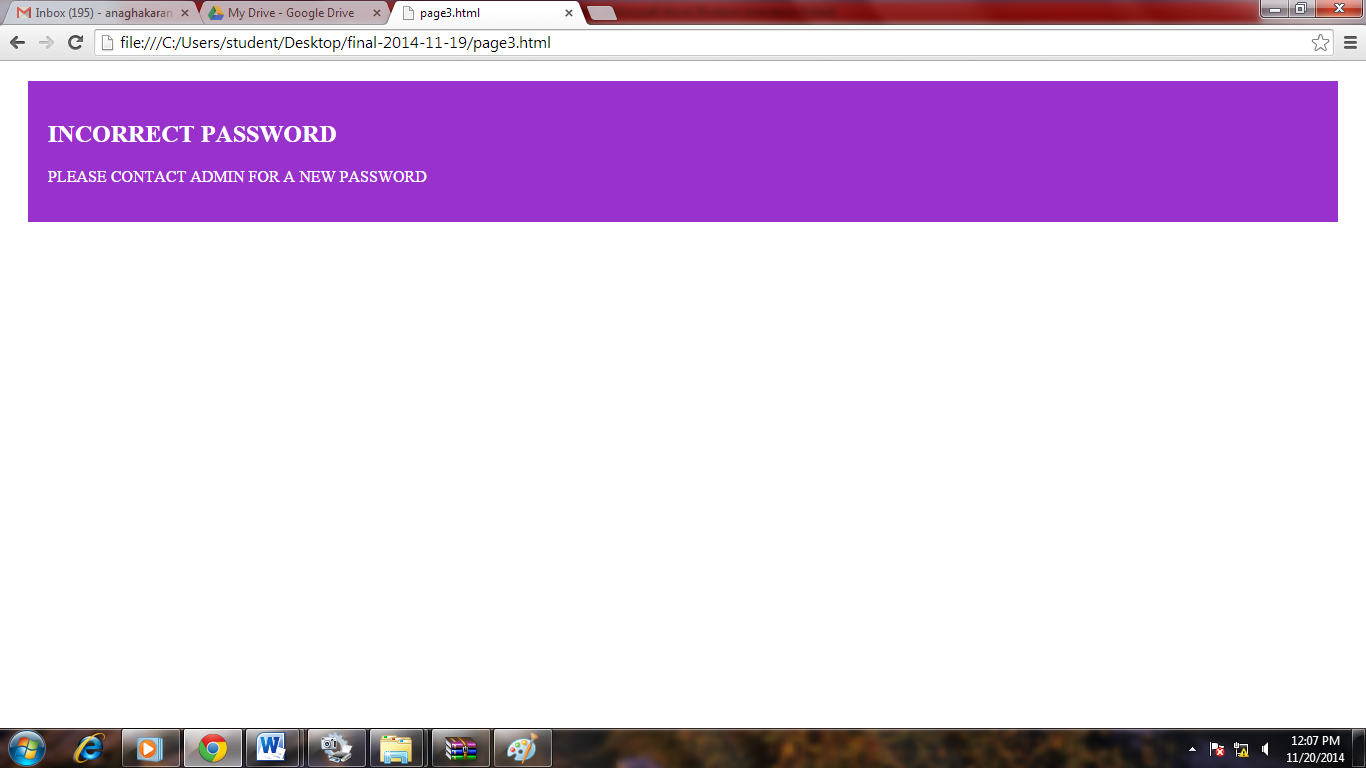 Inbox (195) - anaghakaran
My Drive - Google Drive
page3.html
file:///C:/Users/student/Desktop/final-2014-11-19/page3.html
INCORRECT PASSWORD
PLEASE CONTACT ADMIN FOR A NEW PASSWORD
12:07 PM
11/20/2014